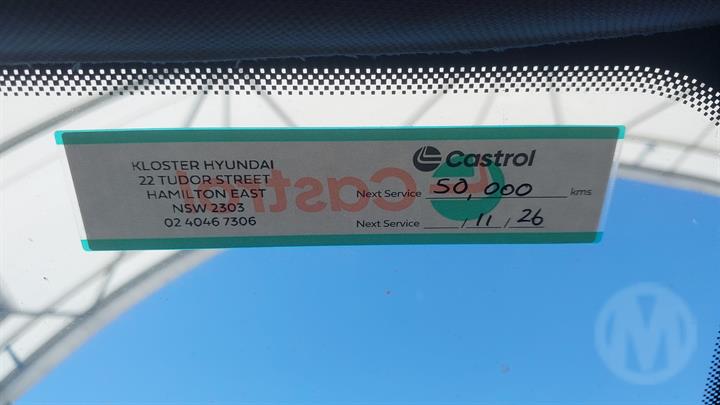 KLOSTER HYUNDAI
22 TUDOR STREET
HAMILTON EAST
NSW 2303
02 4046 7306
Castrol
Next Service 50,000 kms
Next Service / 11 / 26
Castrol
M